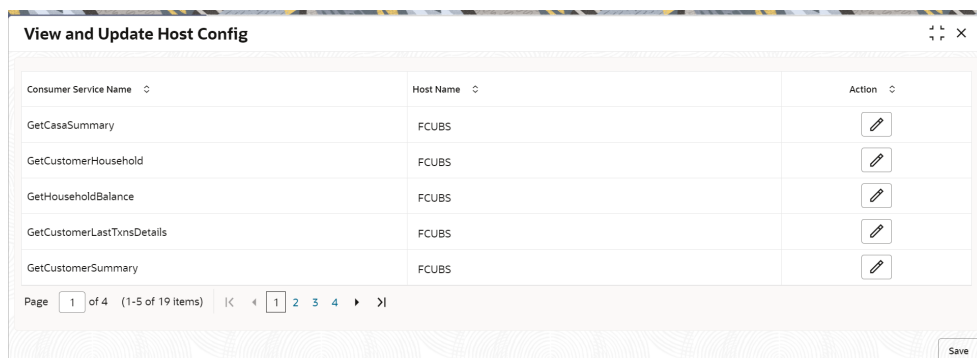 View and Update Host Config
Consumer Service Name Host Name Action
GetCasaSummary FCUBS
GetCustomerHousehold FCUBS
GetHouseholdBalance FCUBS
GetCustomerLastTxnsDetails FCUBS
GetCustomerSummary FCUBS
Page 1 of 4 (1-5 of 19 items) 1 2 3 4
Save